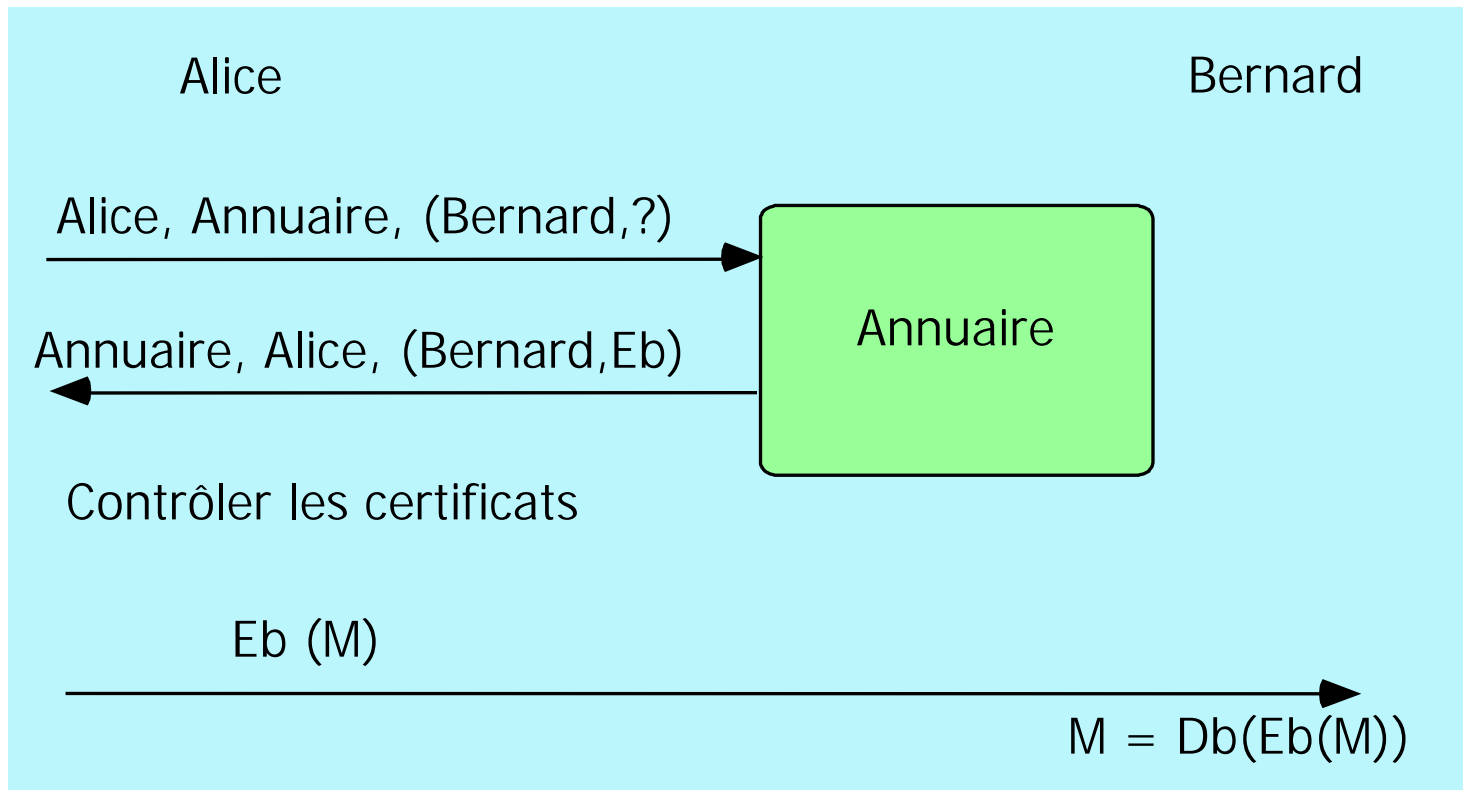 Alice
Bernard
Alice, Annuaire, (Bernard,?)
Annuaire, Alice, (Bernard,Eb)
Annuaire
Contrôler les certificats
Eb (M)
M = Db(Eb(M))